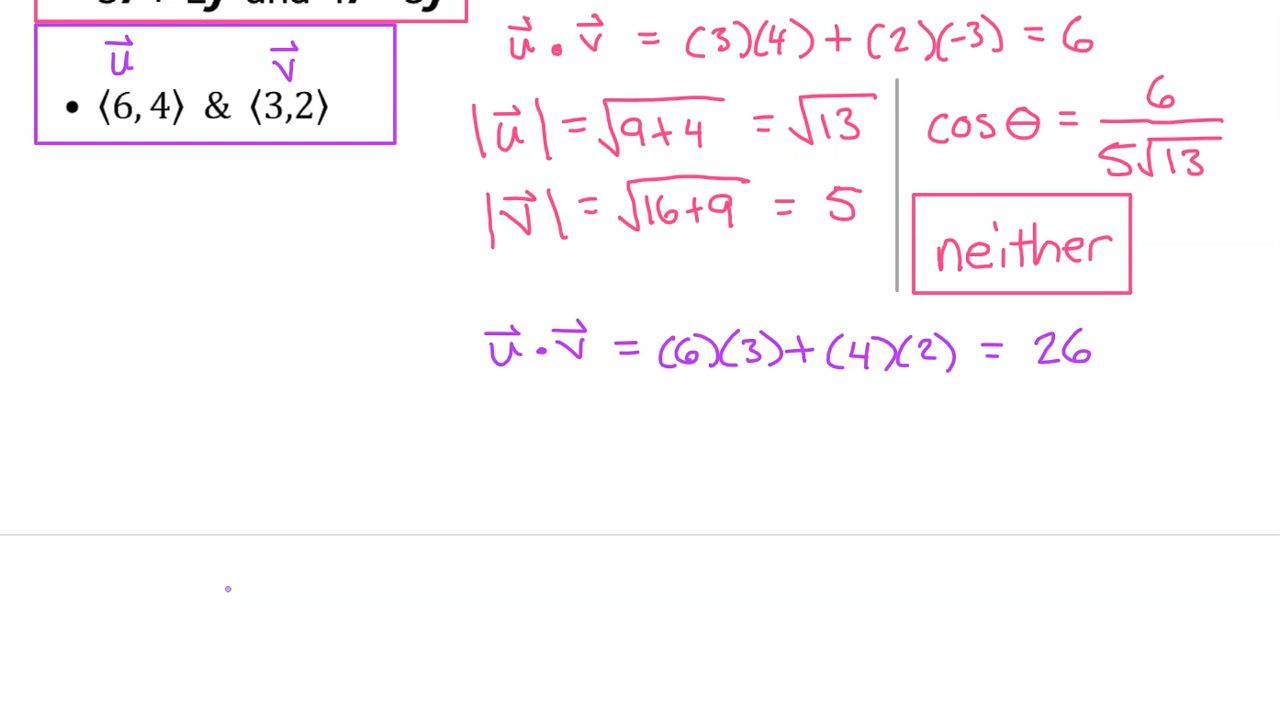 u⃗ v⃗
• ⟨6, 4⟩ & ⟨3,2⟩
u⃗ · v⃗ = (3)(4) + (2)(-3) = 6
|u⃗| = √(9+4) = √13
|v⃗| = √(16+9) = 5
cos θ = 6/(5√13)
neither
u⃗ · v⃗ = (6)(3) + (4)(2) = 26